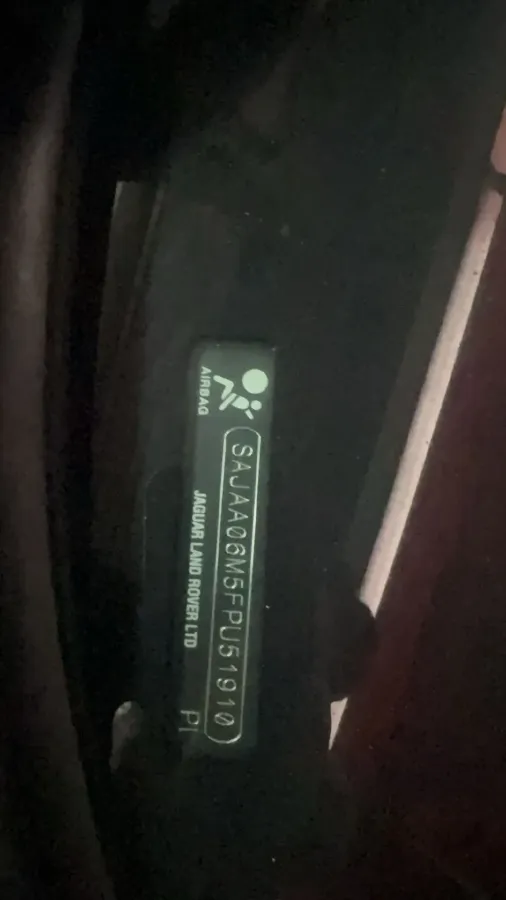 AIRBAG
SAJAA06M5FPU51910
JAGUAR LAND ROVER LTD
PI